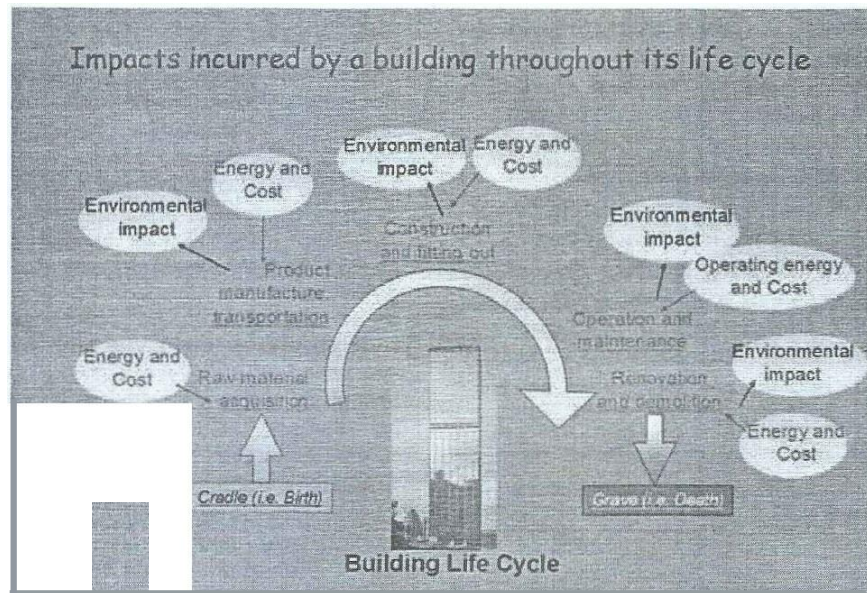 Impacts incurred by a building throughout its life cycle
Environmental
impact
Energy and
Cost
Energy and
Cost
Environmental
impact
Construction
and fitting out
Environmental
impact
Product
manufacture
transportation
Operating energy
and Cost
Operation and
maintenance
Energy and
Cost
Raw material
acquisition
Environmental
impact
Renovation
and demolition
Energy and
Cost
Cradle (i.e. Birth)
Grave (i.e. Death)
Building Life Cycle